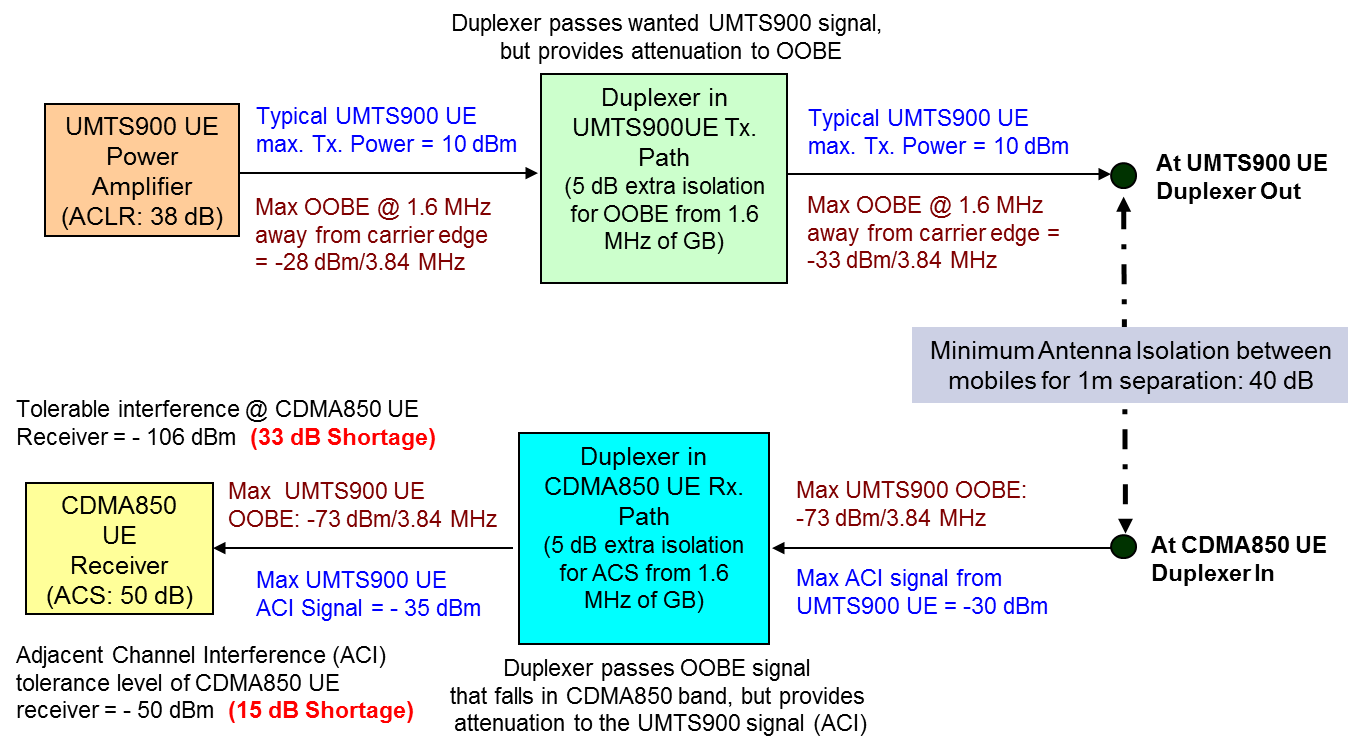 Duplexer passes wanted UMTS900 signal,
but provides attenuation to OOBE
UMTS900 UE
Power
Amplifier
(ACLR: 38 dB)
Typical UMTS900 UE
max. Tx. Power = 10 dBm
Max OOBE @ 1.6 MHz
away from carrier edge
= -28 dBm/3.84 MHz
Duplexer in
UMTS900UE Tx.
Path
(5 dB extra isolation
for OOBE from 1.6
MHz of GB)
Typical UMTS900 UE
max. Tx. Power = 10 dBm
Max OOBE @ 1.6 MHz
away from carrier edge =
-33 dBm/3.84 MHz
At UMTS900 UE
Duplexer Out
Minimum Antenna Isolation between
mobiles for 1m separation: 40 dB
Tolerable interference @ CDMA850 UE
Receiver = - 106 dBm (33 dB Shortage)
CDMA850
UE
Receiver
(ACS: 50 dB)
Max UMTS900 UE
OOBE: -73 dBm/3.84 MHz
Max UMTS900 UE
ACI Signal = - 35 dBm
Duplexer in
CDMA850 UE Rx.
Path
(5 dB extra isolation
for ACS from 1.6
MHz of GB)
Max UMTS900 OOBE:
-73 dBm/3.84 MHz
Max ACI signal from
UMTS900 UE = -30 dBm
At CDMA850 UE
Duplexer In
Adjacent Channel Interference (ACI)
tolerance level of CDMA850 UE
receiver = - 50 dBm (15 dB Shortage)
Duplexer passes OOBE signal
that falls in CDMA850 band, but provides
attenuation to the UMTS900 signal (ACI)